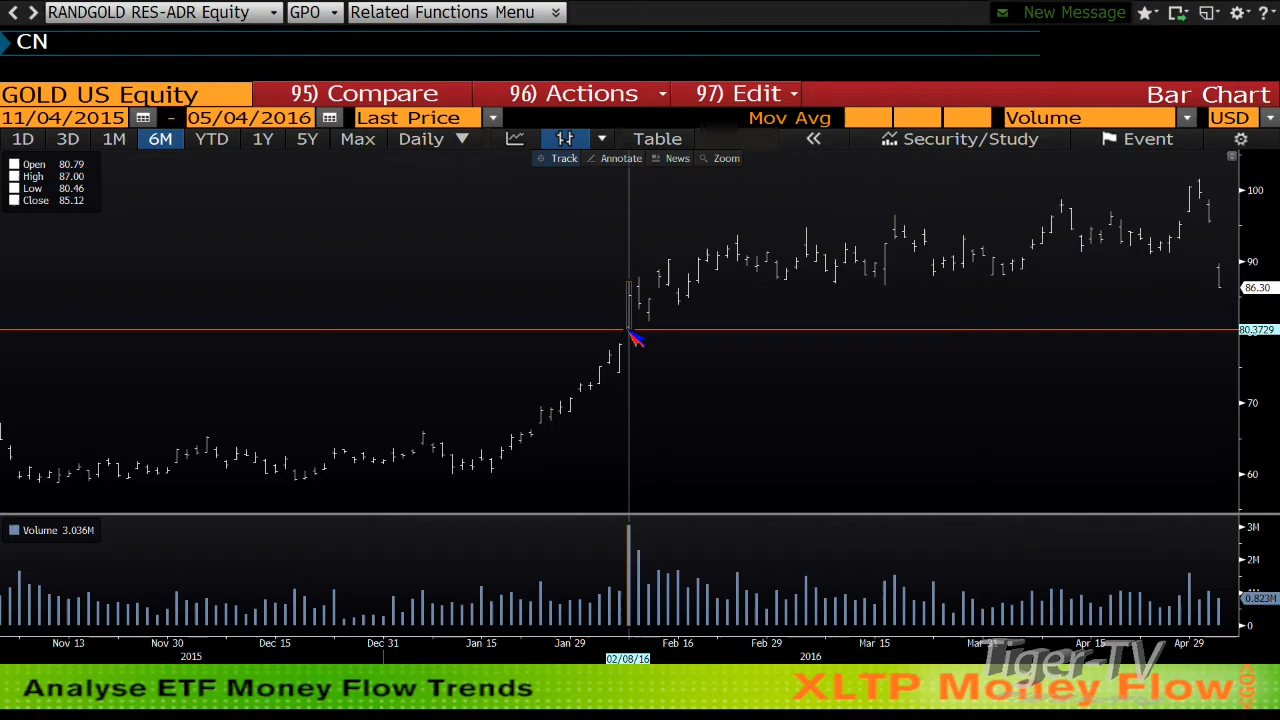 RANDGOLD RES-ADR Equity GPO Related Functions Menu New Message
CN
GOLD US Equity 95) Compare 96) Actions 97) Edit Bar Chart
11/04/2015 - 05/04/2016 Last Price Mov Avg Volume USD
1D 3D 1M 6M YTD 1Y 5Y Max Daily Table Security/Study Event
Track Annotate News Zoom
Open 80.79
High 87.00
Low 80.46
Close 85.12
100
90
86.30
80.3729
70
60
Volume 3.036M
3M
2M
0.823M
0
Nov 13 Nov 30 Dec 15 Dec 31 Jan 15 Jan 29 Feb 16 Feb 29 Mar 15 Mar 31 Apr 15 Apr 29
2015 02/08/16 2016
Tiger-TV
Analyse ETF Money Flow Trends XLTP Money Flow <GO>